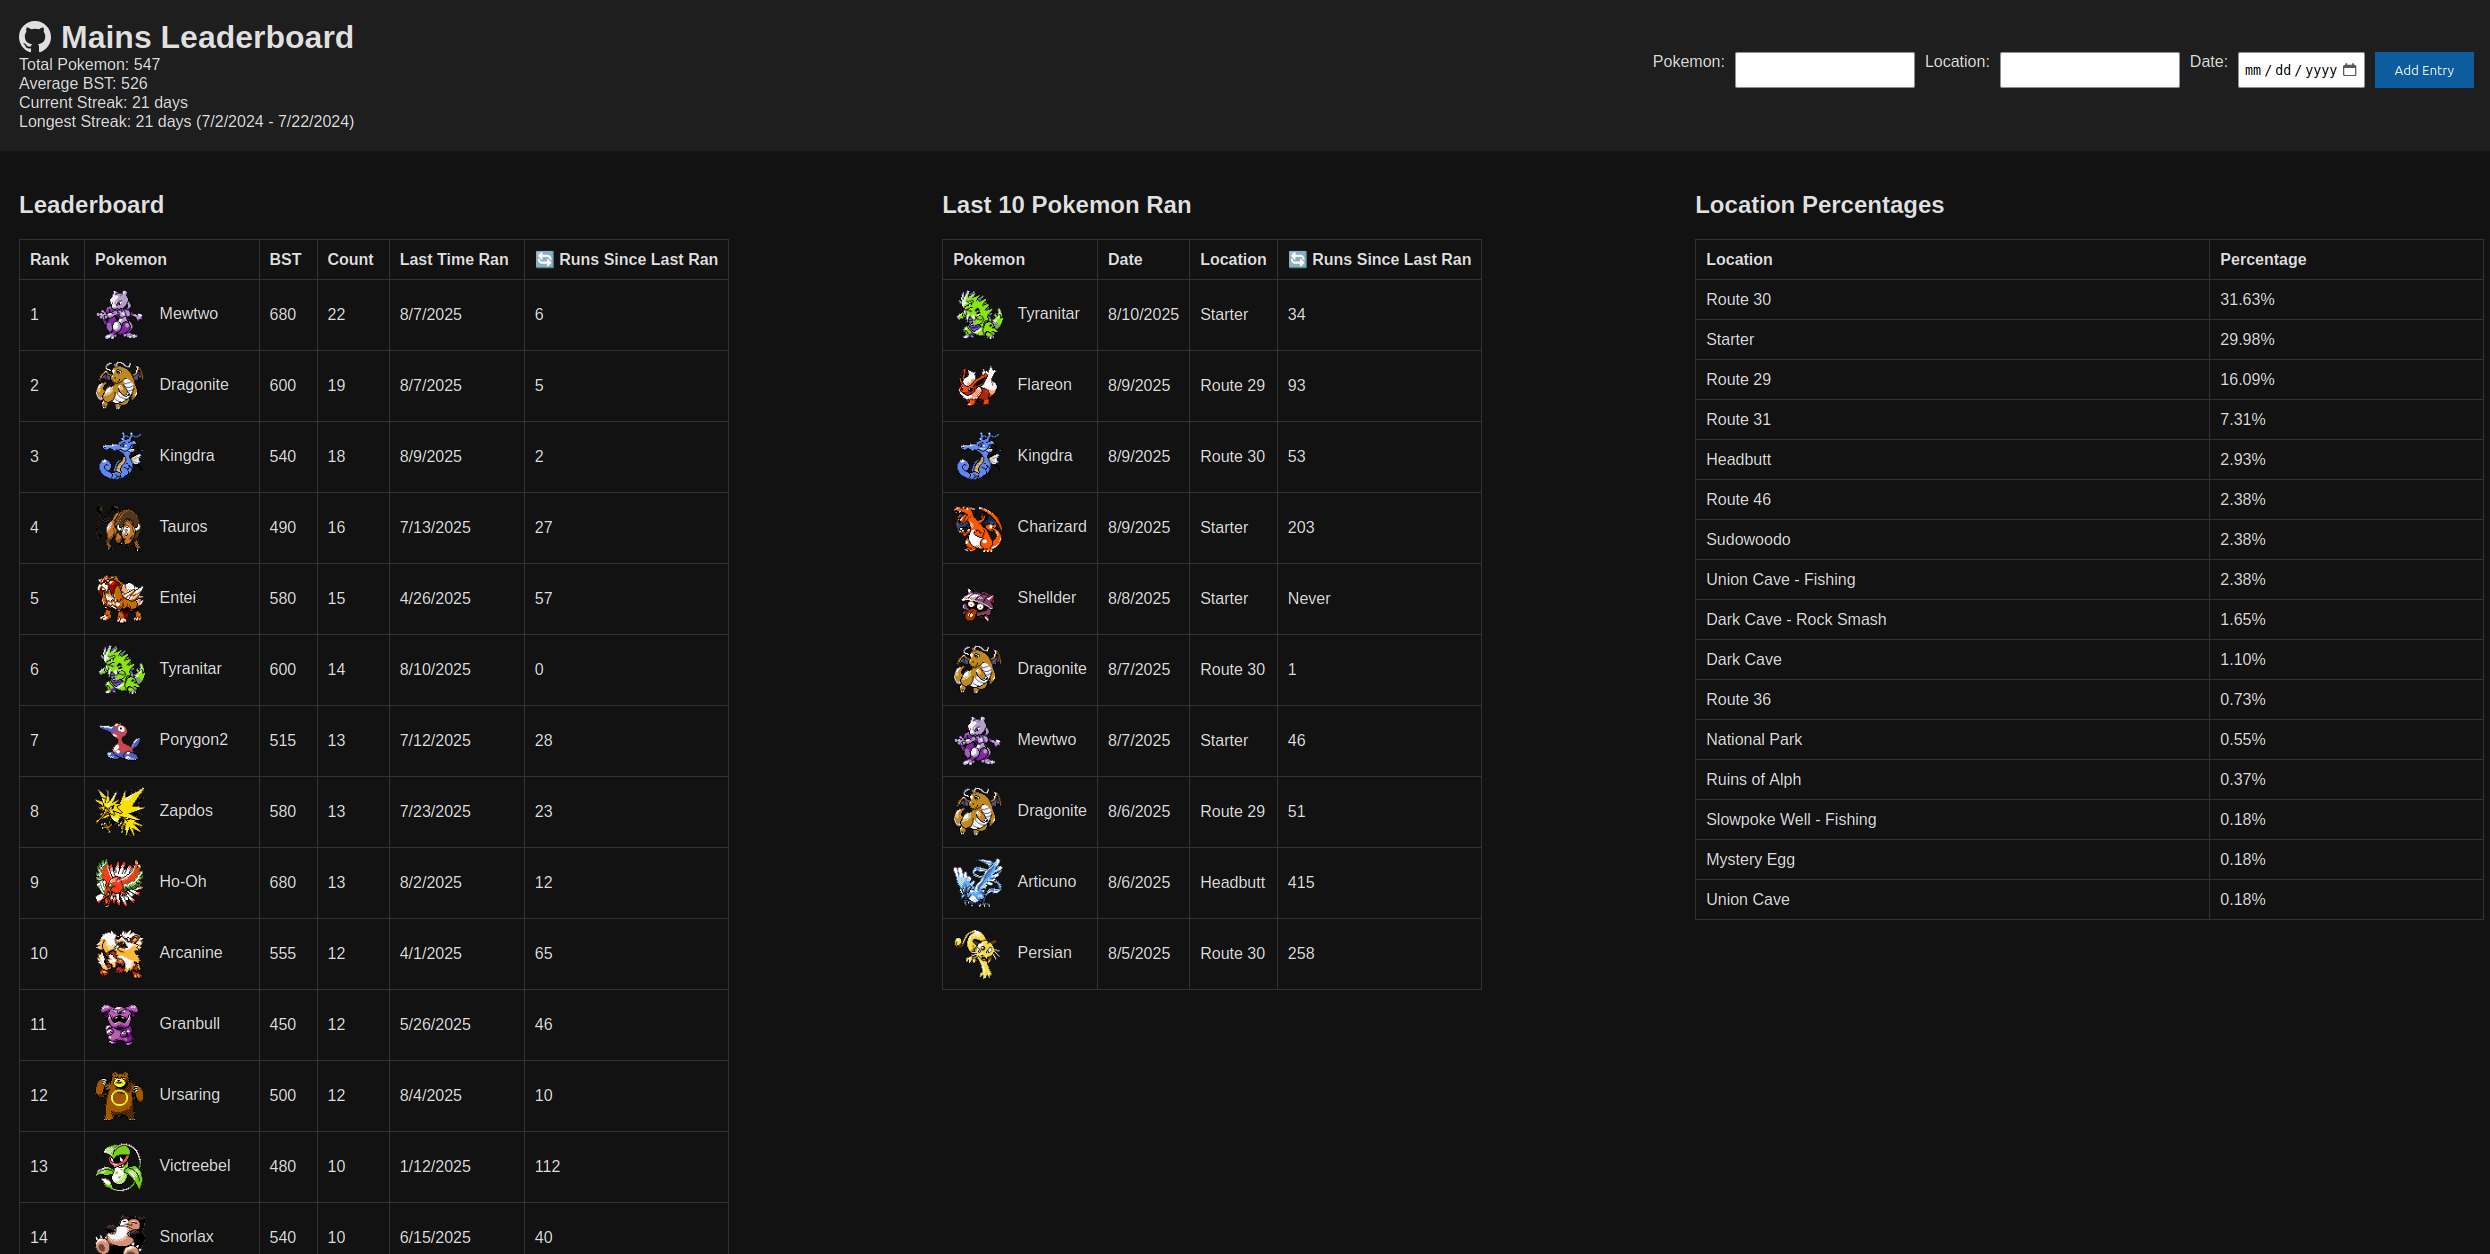 Mains Leaderboard
Total Pokemon: 547
Average BST: 526
Current Streak: 21 days
Longest Streak: 21 days (7/2/2024 - 7/22/2024)
Pokemon: Location: Date: mm / dd / yyyy Add Entry
Leaderboard
Rank Pokemon BST Count Last Time Ran 🔄 Runs Since Last Ran
1 Mewtwo 680 22 8/7/2025 6
2 Dragonite 600 19 8/7/2025 5
3 Kingdra 540 18 8/9/2025 2
4 Tauros 490 16 7/13/2025 27
5 Entei 580 15 4/26/2025 57
6 Tyranitar 600 14 8/10/2025 0
7 Porygon2 515 13 7/12/2025 28
8 Zapdos 580 13 7/23/2025 23
9 Ho-Oh 680 13 8/2/2025 12
10 Arcanine 555 12 4/1/2025 65
11 Granbull 450 12 5/26/2025 46
12 Ursaring 500 12 8/4/2025 10
13 Victreebel 480 10 1/12/2025 112
14 Snorlax 540 10 6/15/2025 40
Last 10 Pokemon Ran
Pokemon Date Location 🔄 Runs Since Last Ran
Tyranitar 8/10/2025 Starter 34
Flareon 8/9/2025 Route 29 93
Kingdra 8/9/2025 Route 30 53
Charizard 8/9/2025 Starter 203
Shellder 8/8/2025 Starter Never
Dragonite 8/7/2025 Route 30 1
Mewtwo 8/7/2025 Starter 46
Dragonite 8/6/2025 Route 29 51
Articuno 8/6/2025 Headbutt 415
Persian 8/5/2025 Route 30 258
Location Percentages
Location Percentage
Route 30 31.63%
Starter 29.98%
Route 29 16.09%
Route 31 7.31%
Headbutt 2.93%
Route 46 2.38%
Sudowoodo 2.38%
Union Cave - Fishing 2.38%
Dark Cave - Rock Smash 1.65%
Dark Cave 1.10%
Route 36 0.73%
National Park 0.55%
Ruins of Alph 0.37%
Slowpoke Well - Fishing 0.18%
Mystery Egg 0.18%
Union Cave 0.18%